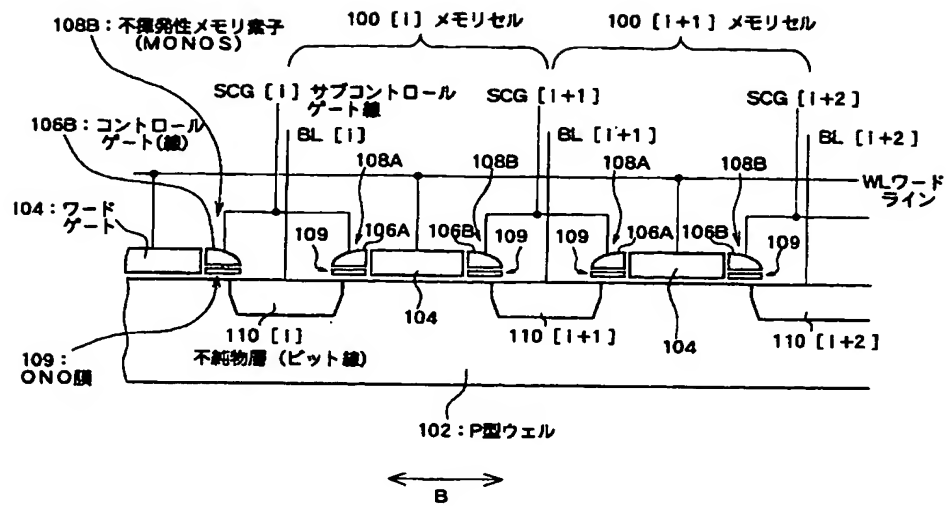 108B：不揮発性メモリ素子
(MONOS)
100 [i] メモリセル
100 [i+1] メモリセル
SCG [i] サブコントロール
ゲート線
SCG [i+1]
SCG [i+2]
106B：コントロール
ゲート(線)
BL [i]
BL [i+1]
BL [i+2]
108A
108B
108A
108B
WLワード
ライン
104：ワード
ゲート
109
106A
106B
109
109
106A
106B
109
104
104
110 [i]
不純物層（ビット線）
110 [i+1]
110 [i+2]
109：
ONO膜
102：P型ウェル
B